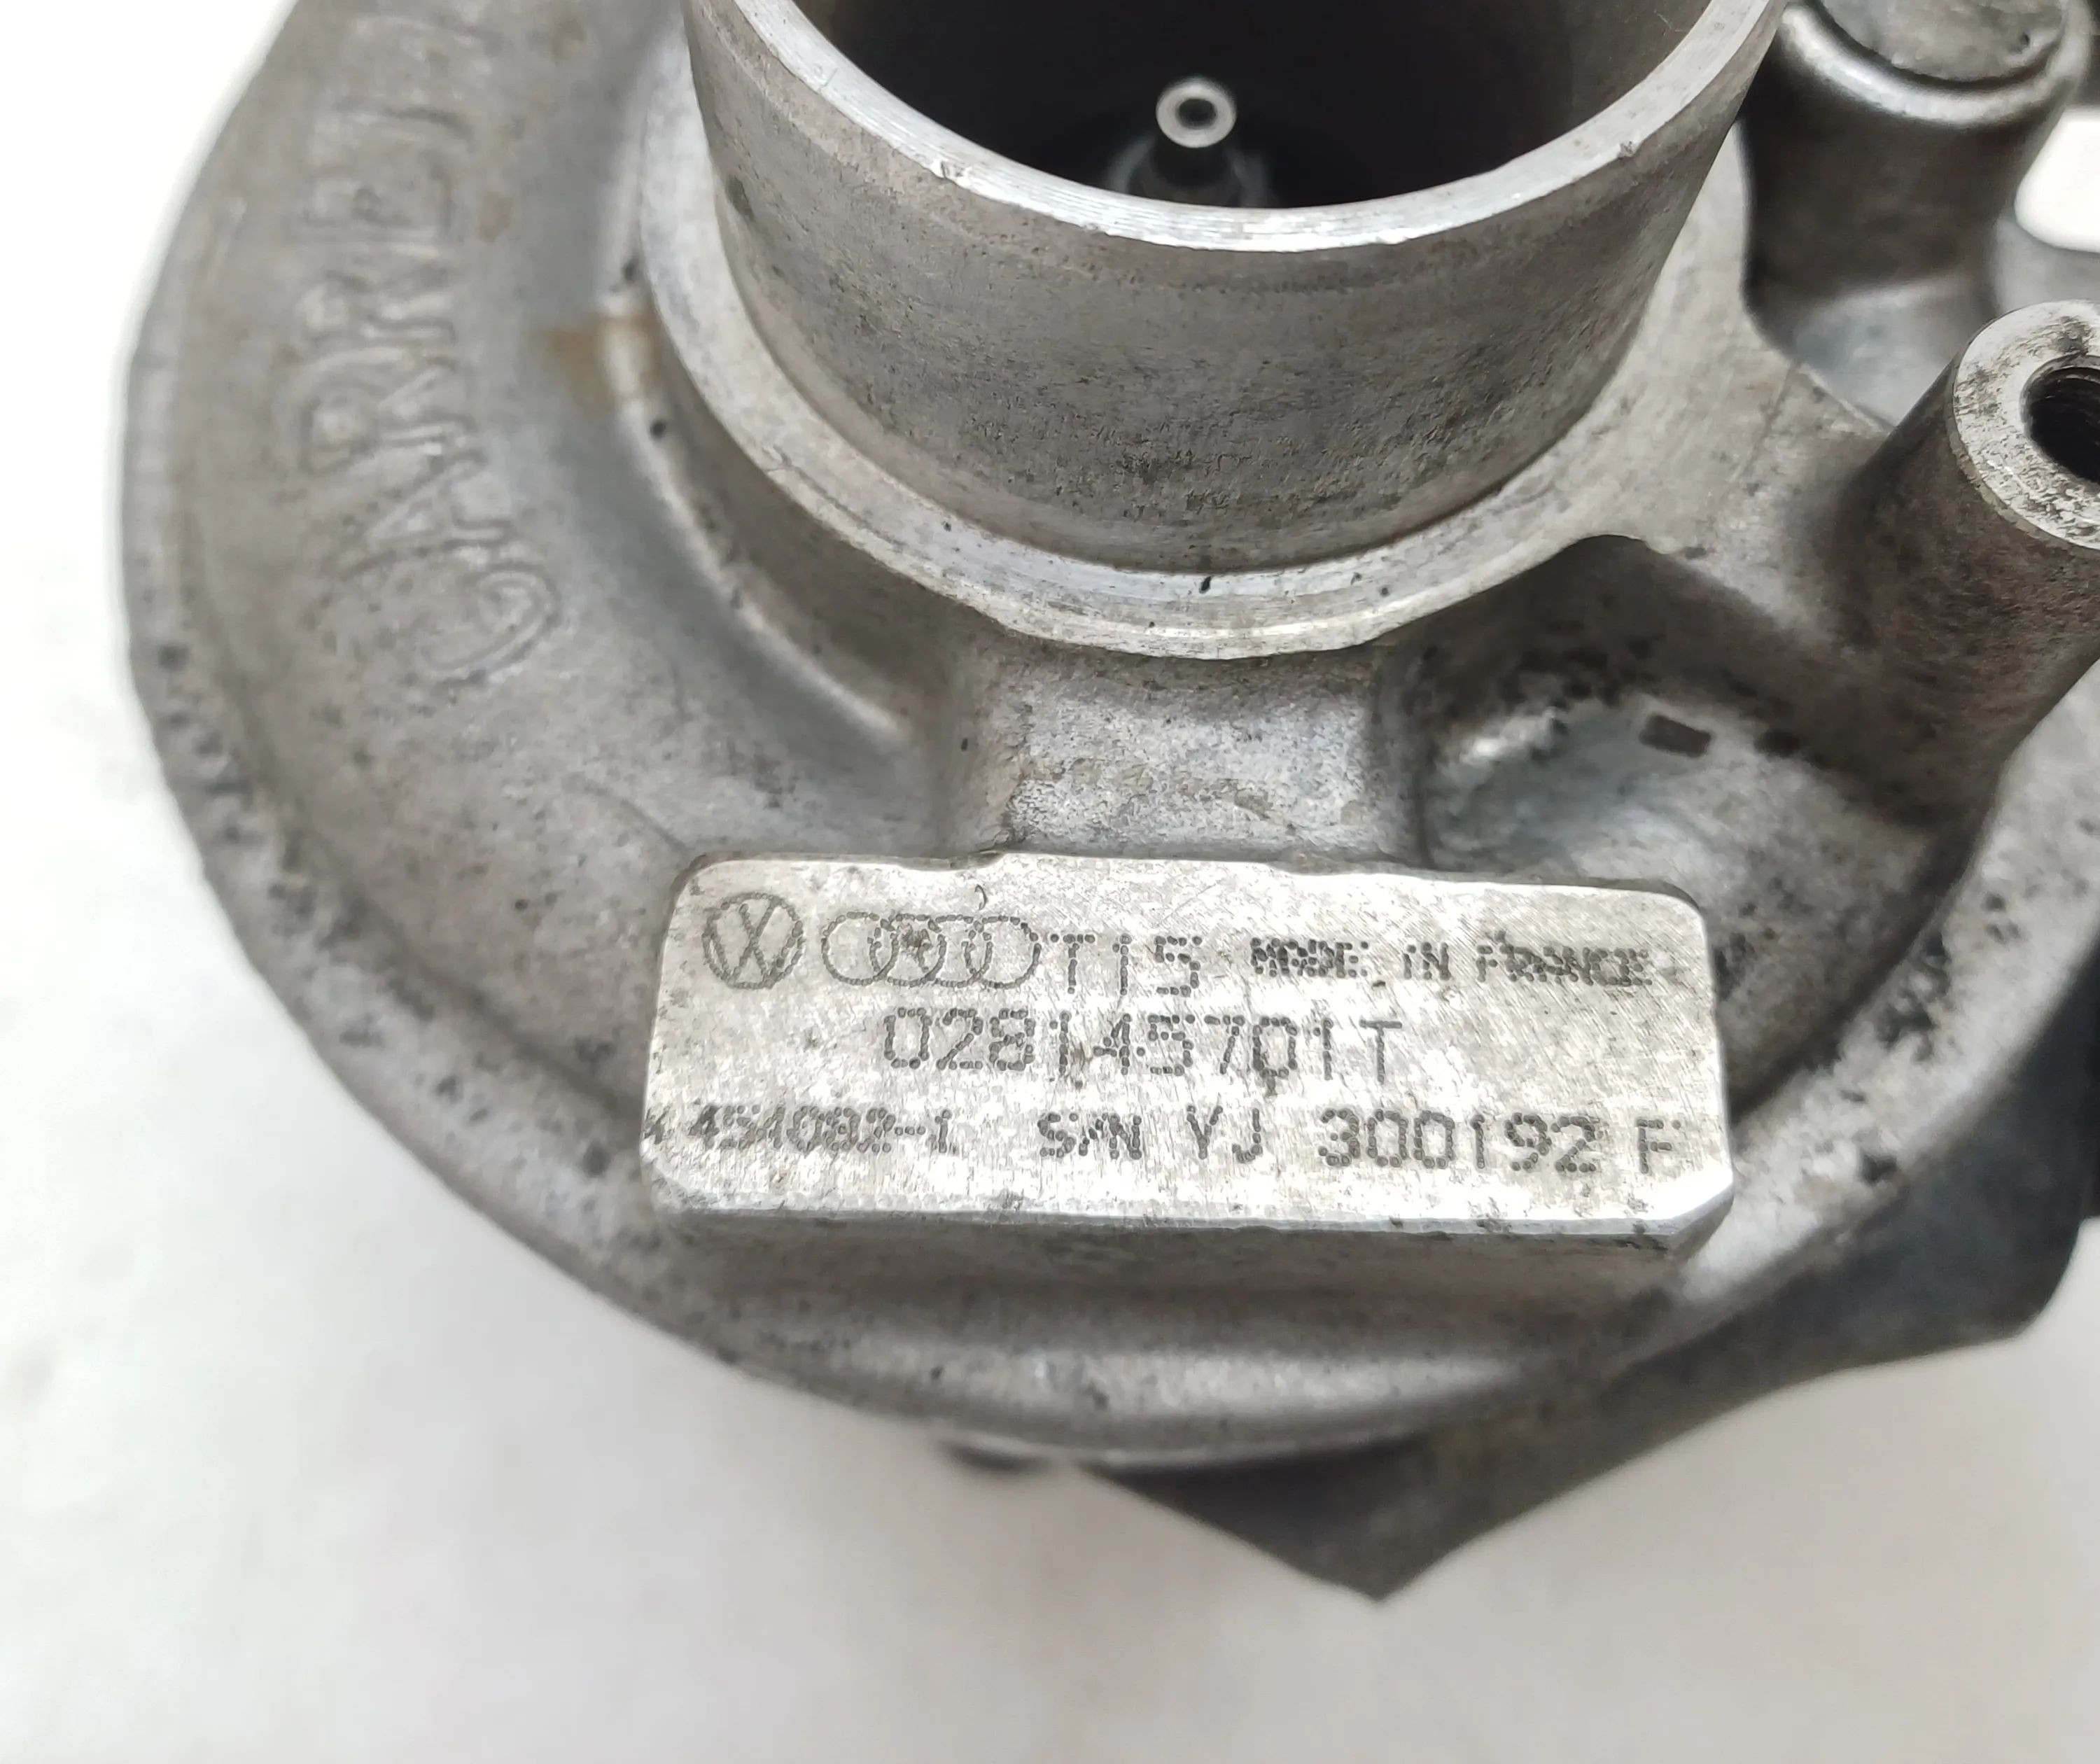 GARRETT
T15 MADE IN FRANCE
028145701T
454082-1 S/N YJ 300192 F